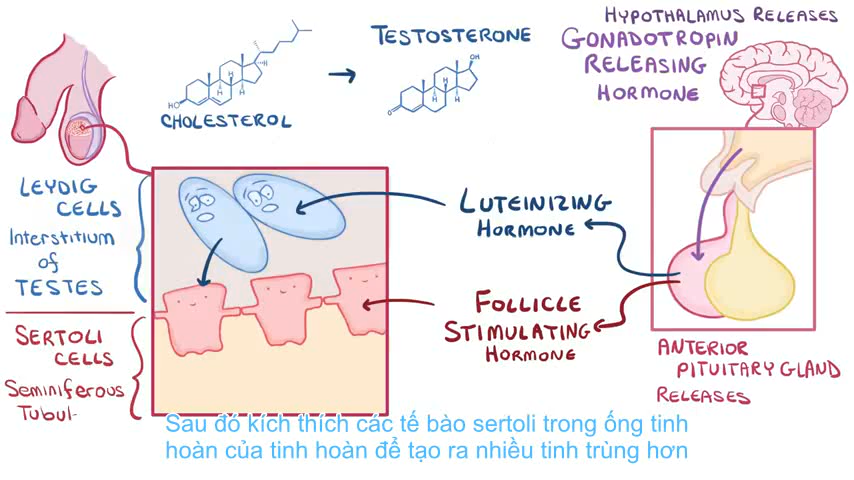 HYPOTHALAMUS RELEASES
GONADOTROPIN
RELEASING
HORMONE
TESTOSTERONE
OH
O
HO
H
H
H
H
CHOLESTEROL
LEYDIG
CELLS
INTERSTITIUM
of
TESTES
LUTEINIZING
HORMONE
FOLLICLE
STIMULATING
HORMONE
SERTOLI
CELLS
SEMINIFEROUS
TUBUL
ANTERIOR
PITUITARY GLAND
RELEASES
Sau đó kích thích các tế bào sertoli trong ống tinh
hoàn của tinh hoàn để tạo ra nhiều tinh trùng hơn